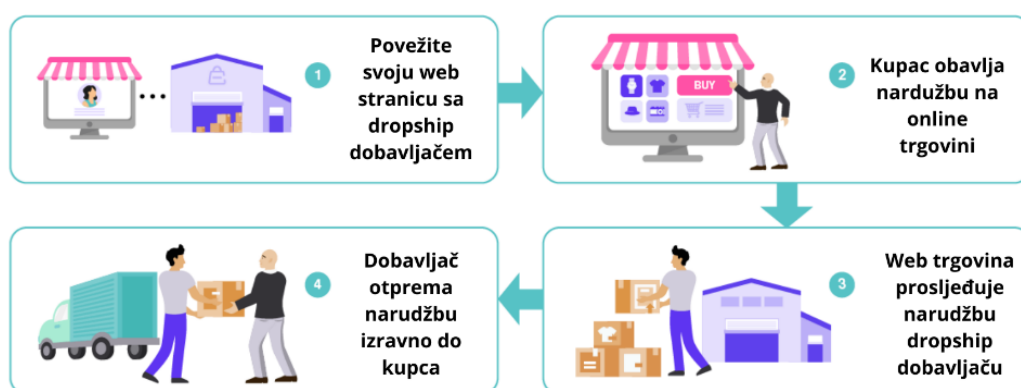 1
Povežite
svoju web
stranicu sa
dropship
dobavljačem
BUY
2
Kupac obavlja
nardužbu na
online
trgovini
3
Web trgovina
prosljeđuje
narudžbu
dropship
dobavljaču
4
Dobavljač
otprema
narudžbu
izravno do
kupca